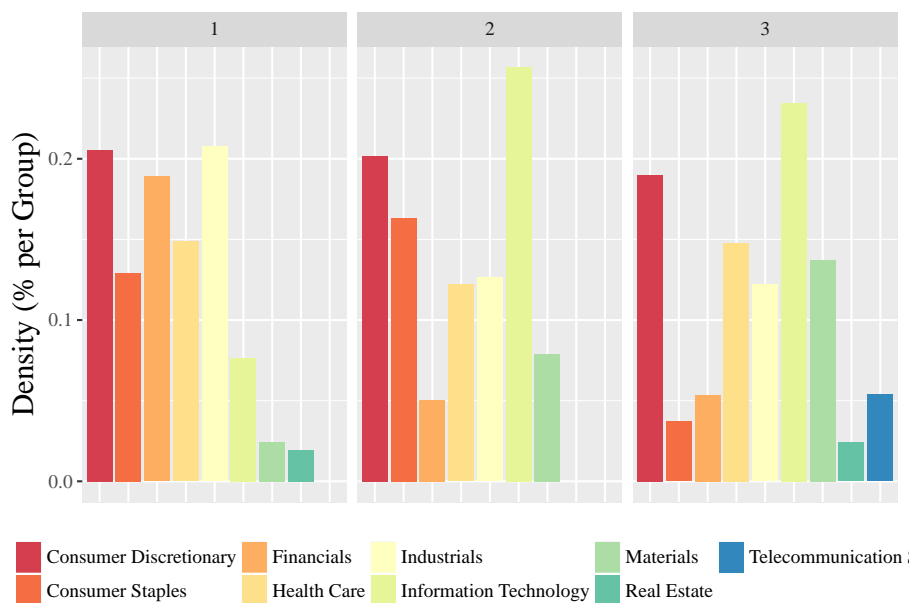 1 2 3
Density (% per Group)
0.2
0.1
0.0
Consumer Discretionary Financials Industrials Materials Telecommunication
Consumer Staples Health Care Information Technology Real Estate